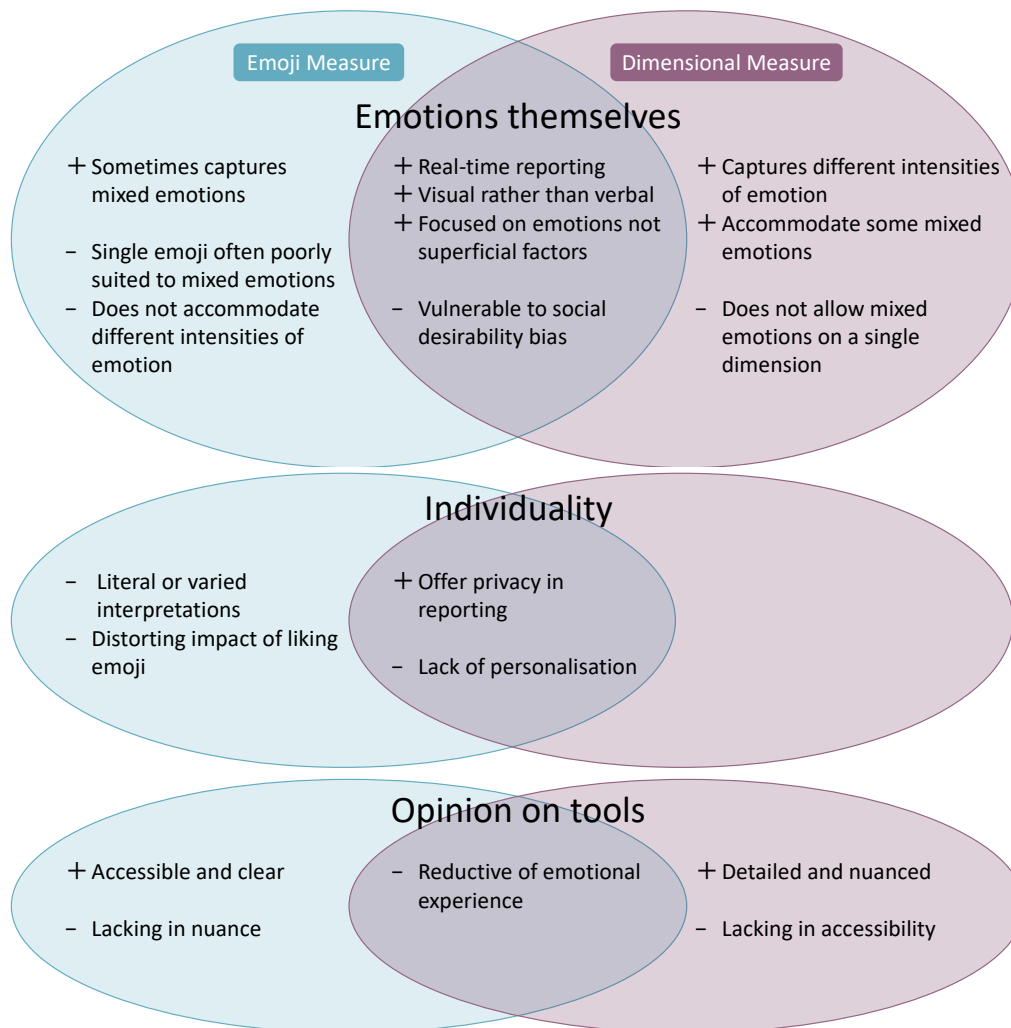 Emoji Measure
Dimensional Measure
Emotions themselves
+ Sometimes captures
mixed emotions
- Single emoji often poorly
suited to mixed emotions
- Does not accommodate
different intensities of
emotion
+ Real-time reporting
+ Visual rather than verbal
+ Focused on emotions not
superficial factors
- Vulnerable to social
desirability bias
+ Captures different intensities
of emotion
+ Accommodate some mixed
emotions
- Does not allow mixed
emotions on a single
dimension
Individuality
- Literal or varied
interpretations
- Distorting impact of liking
emoji
+ Offer privacy in
reporting
- Lack of personalisation
Opinion on tools
+ Accessible and clear
- Lacking in nuance
- Reductive of emotional
experience
+ Detailed and nuanced
- Lacking in accessibility